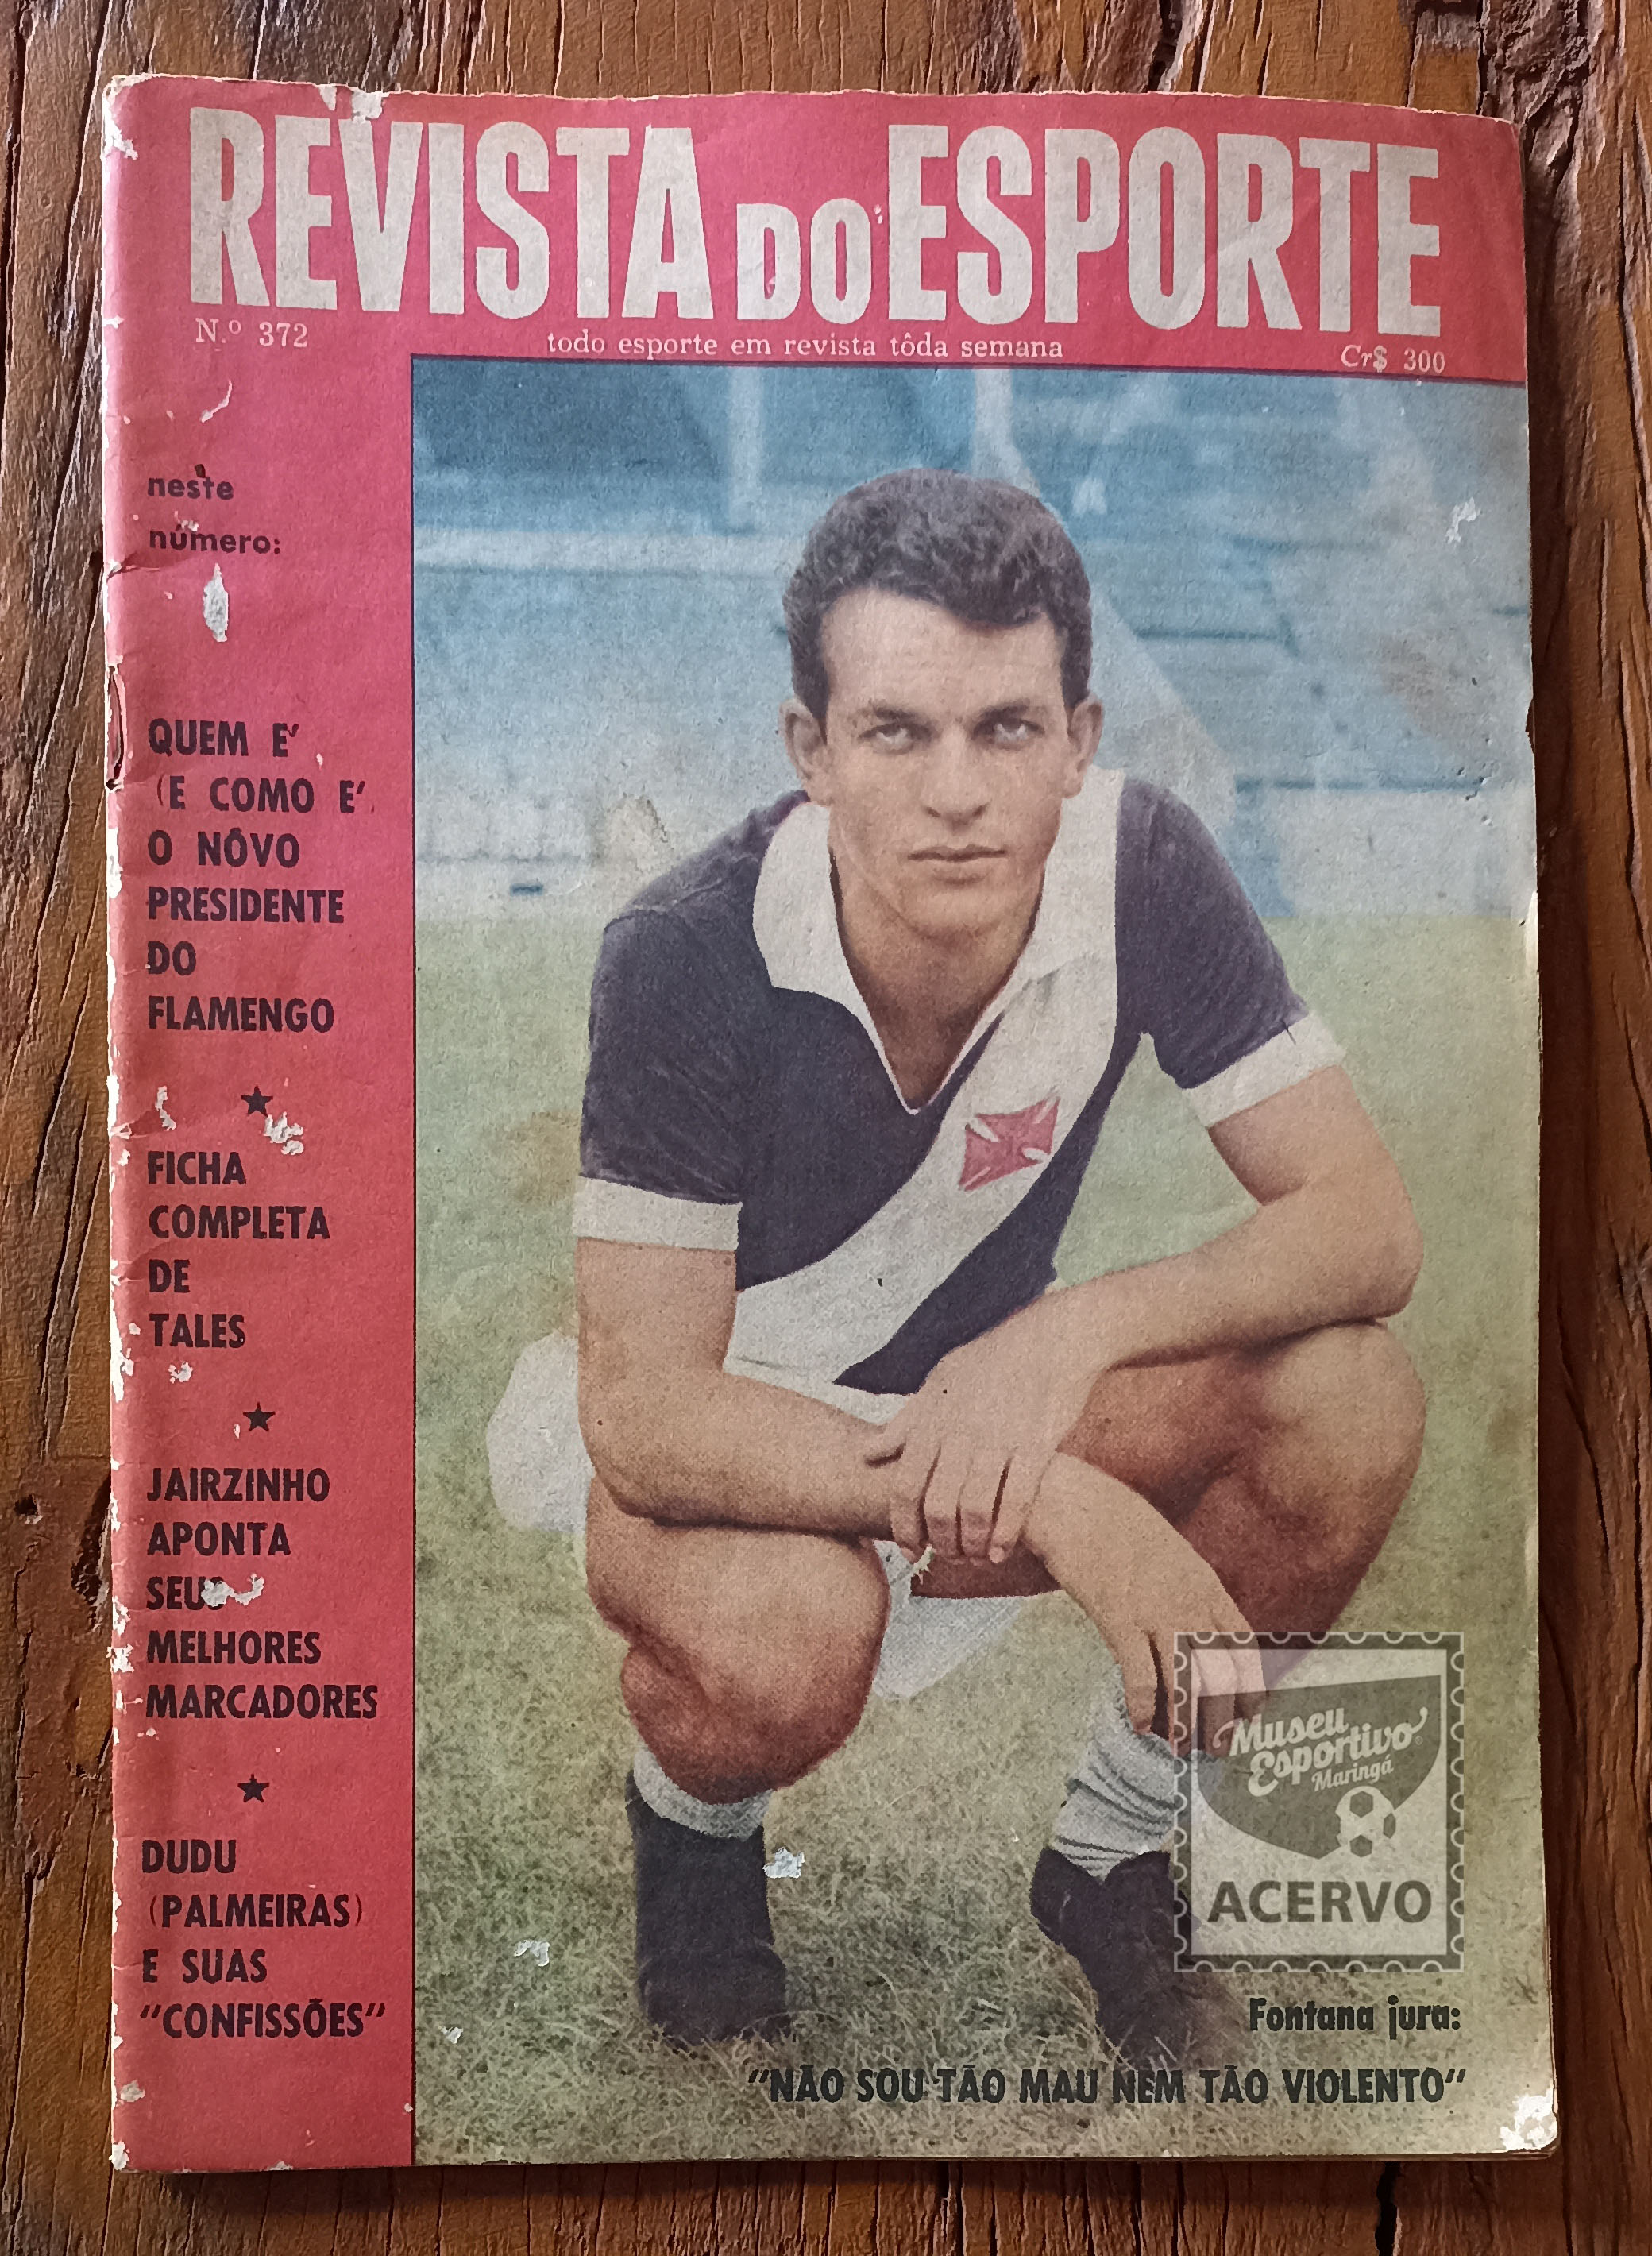 REVISTA DO ESPORTE
N.º 372
todo esporte em revista tôda semana
Cr$ 300
neste
número:
QUEM E'
(E COMO E'
O NÔVO
PRESIDENTE
DO
FLAMENGO
★
FICHA
COMPLETA
DE
TALES
★
JAIRZINHO
APONTA
SEUS
MELHORES
MARCADORES
★
DUDU
(PALMEIRAS)
E SUAS
"CONFISSÕES"
Museu
Esportivo
Maringá
ACERVO
Fontana jura:
"NÃO SOU TÃO MAU NEM TÃO VIOLENTO"